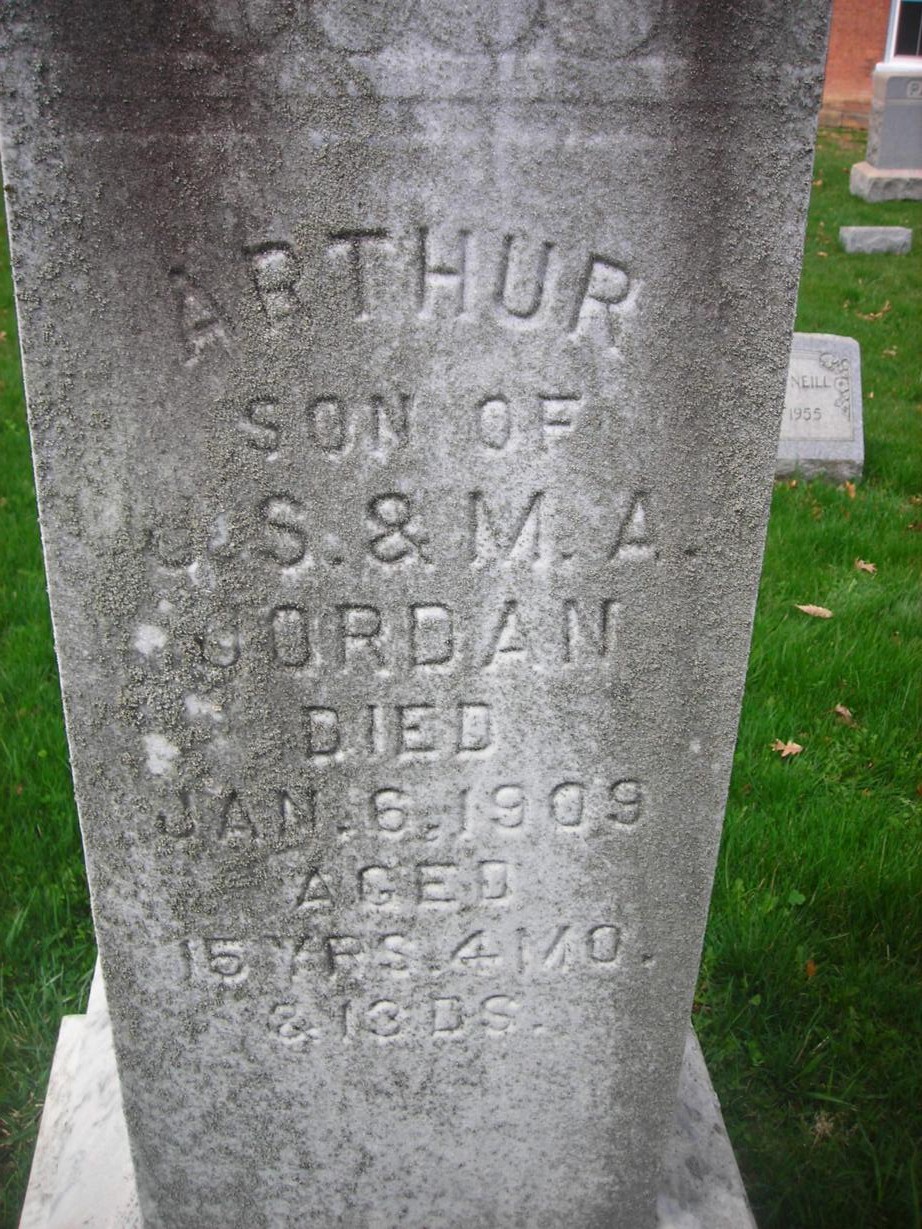 ARTHUR
SON OF
J. S. & M. A.
JORDAN
DIED
JAN. 6, 1909
AGED
15 YRS. 4 MO.
& 13 DS.
NEILL
1955